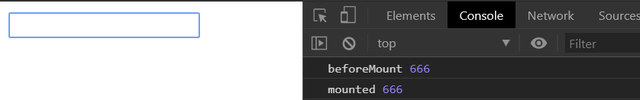 Elements Console Network Sources
top Filter
beforeMount 666
mounted 666